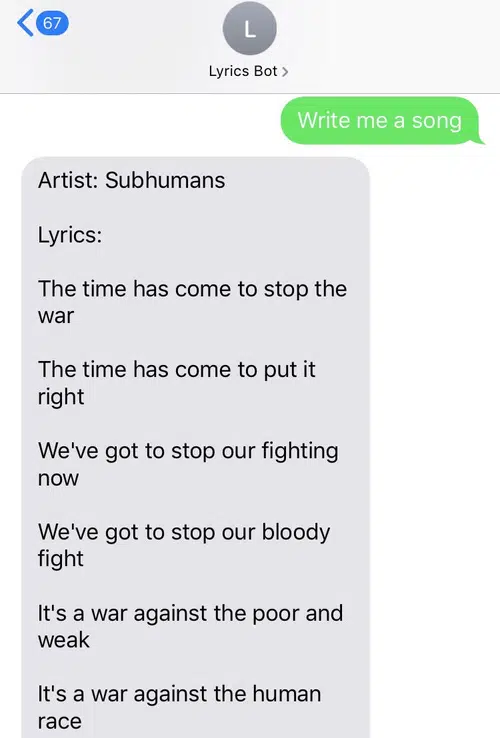 67
L
Lyrics Bot >
Write me a song
Artist: Subhumans
Lyrics:
The time has come to stop the
war
The time has come to put it
right
We've got to stop our fighting
now
We've got to stop our bloody
fight
It's a war against the poor and
weak
It's a war against the human
race